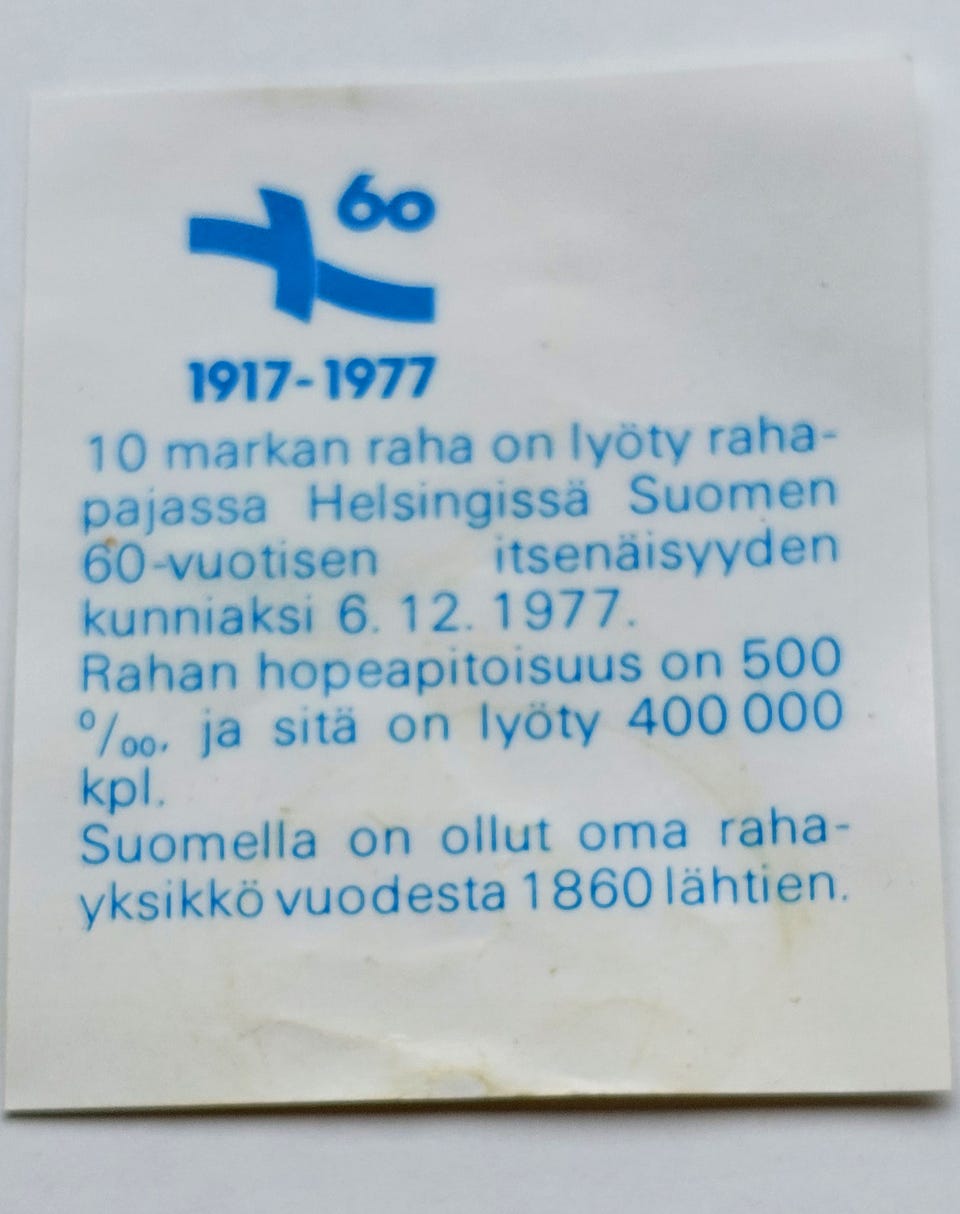 60
1917-1977
10 markan raha on lyöty raha-
pajassa Helsingissä Suomen
60-vuotisen itsenäisyyden
kunniaksi 6. 12. 1977.
Rahan hopeapitoisuus on 500
⁰/₀₀, ja sitä on lyöty 400 000
kpl.
Suomella on ollut oma raha-
yksikkö vuodesta 1860 lähtien.